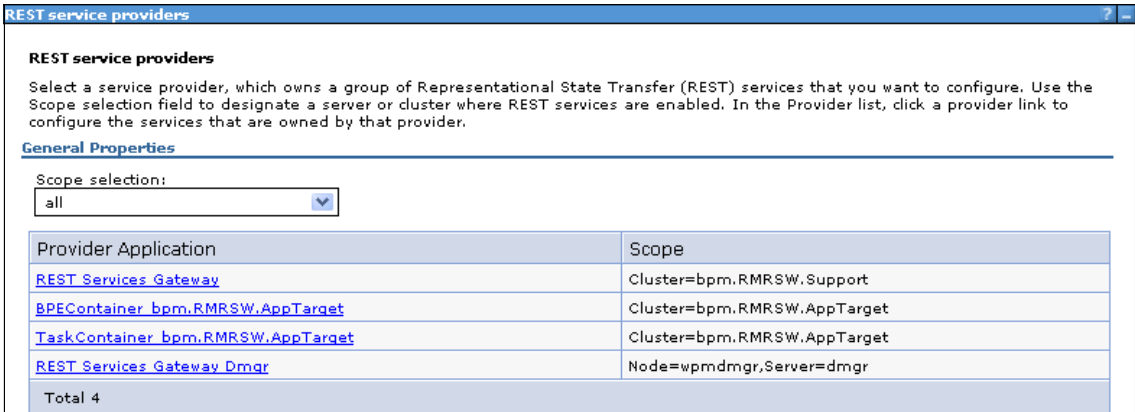 REST service providers ? –
REST service providers
Select a service provider, which owns a group of Representational State Transfer (REST) services that you want to configure. Use the
Scope selection field to designate a server or cluster where REST services are enabled. In the Provider list, click a provider link to
configure the services that are owned by that provider.
General Properties
Scope selection:
all
Provider Application Scope
REST Services Gateway Cluster=bpm.RMRSW.Support
BPEContainer_bpm.RMRSW.AppTarget Cluster=bpm.RMRSW.AppTarget
TaskContainer_bpm.RMRSW.AppTarget Cluster=bpm.RMRSW.AppTarget
REST Services Gateway Dmgr Node=wpmdmgr,Server=dmgr
Total 4